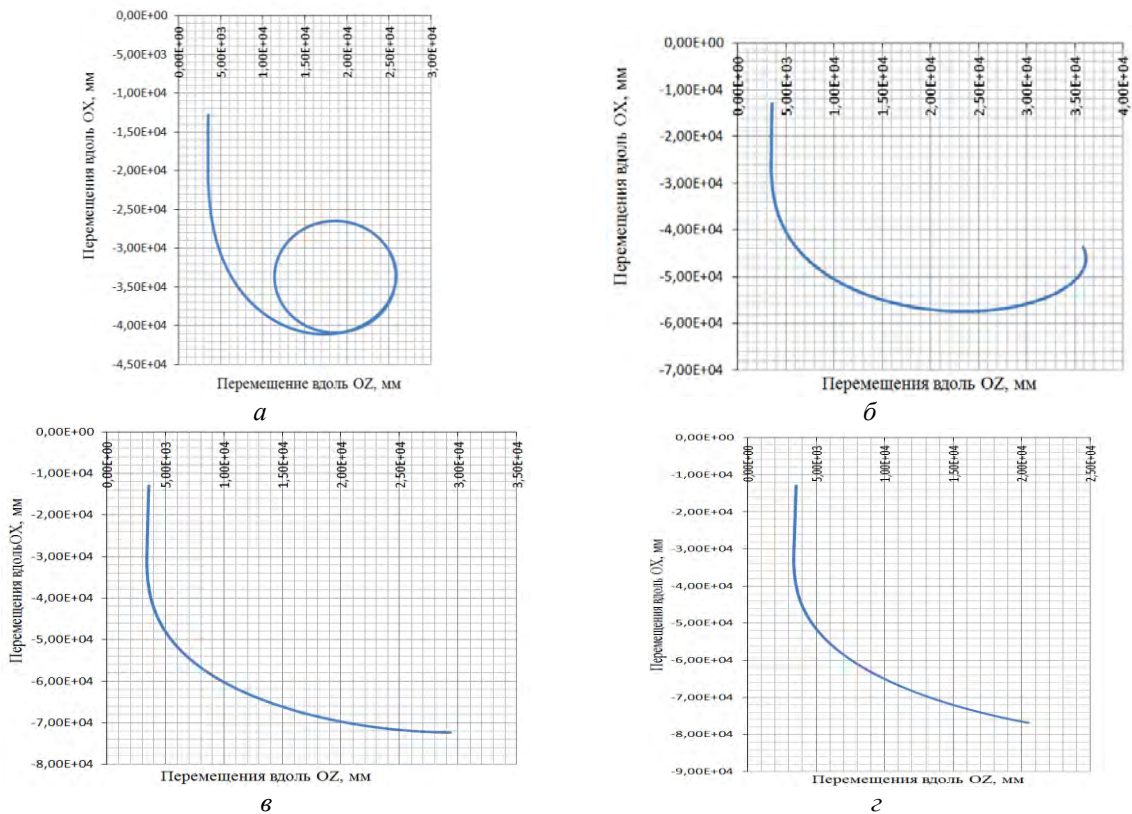 0,00E+00
-5,00E+03
-1,00E+04
-1,50E+04
-2,00E+04
-2,50E+04
-3,00E+04
-3,50E+04
-4,00E+04
-4,50E+04
0,00E+00
5,00E+03
1,00E+04
1,50E+04
2,00E+04
2,50E+04
3,00E+04
Перемещения вдоль OX, мм
Перемещение вдоль OZ, мм
а
0,00E+00
-1,00E+04
-2,00E+04
-3,00E+04
-4,00E+04
-5,00E+04
-6,00E+04
-7,00E+04
0,00E+00
5,00E+03
1,00E+04
1,50E+04
2,00E+04
2,50E+04
3,00E+04
3,50E+04
4,00E+04
Перемещения вдоль OX, мм
Перемещения вдоль OZ, мм
б
0,00E+00
-1,00E+04
-2,00E+04
-3,00E+04
-4,00E+04
-5,00E+04
-6,00E+04
-7,00E+04
-8,00E+04
0,00E+00
5,00E+03
1,00E+04
1,50E+04
2,00E+04
2,50E+04
3,00E+04
3,50E+04
Перемещения вдольOX, мм
Перемещения вдоль OZ, мм
в
0,00E+00
-1,00E+04
-2,00E+04
-3,00E+04
-4,00E+04
-5,00E+04
-6,00E+04
-7,00E+04
-8,00E+04
-9,00E+04
0,00E+00
5,00E+03
1,00E+04
1,50E+04
2,00E+04
2,50E+04
Перемещения вдоль OX, мм
Перемещения вдоль OZ, мм
г